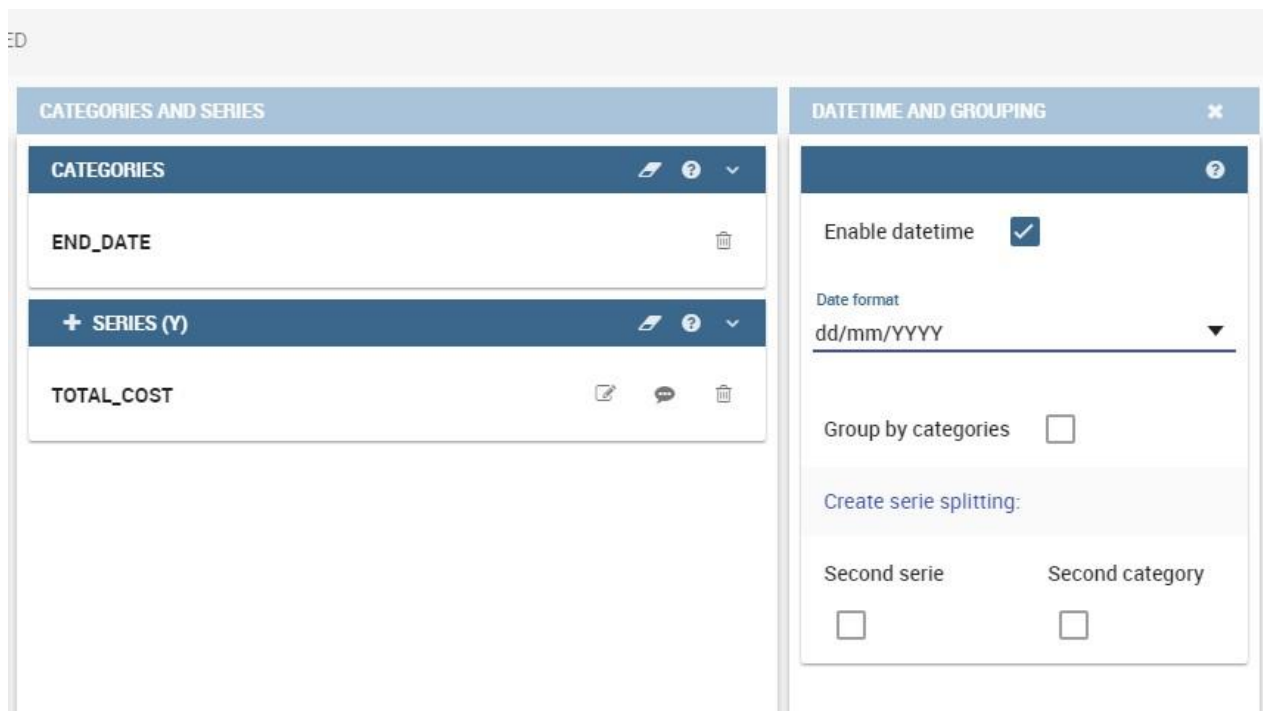 ED
CATEGORIES AND SERIES
CATEGORIES
END_DATE
SERIES (Y)
TOTAL_COST
DATETIME AND GROUPING
Enable datetime
Date format
dd/mm/YYYY
Group by categories
Create serie splitting:
Second serie
Second category